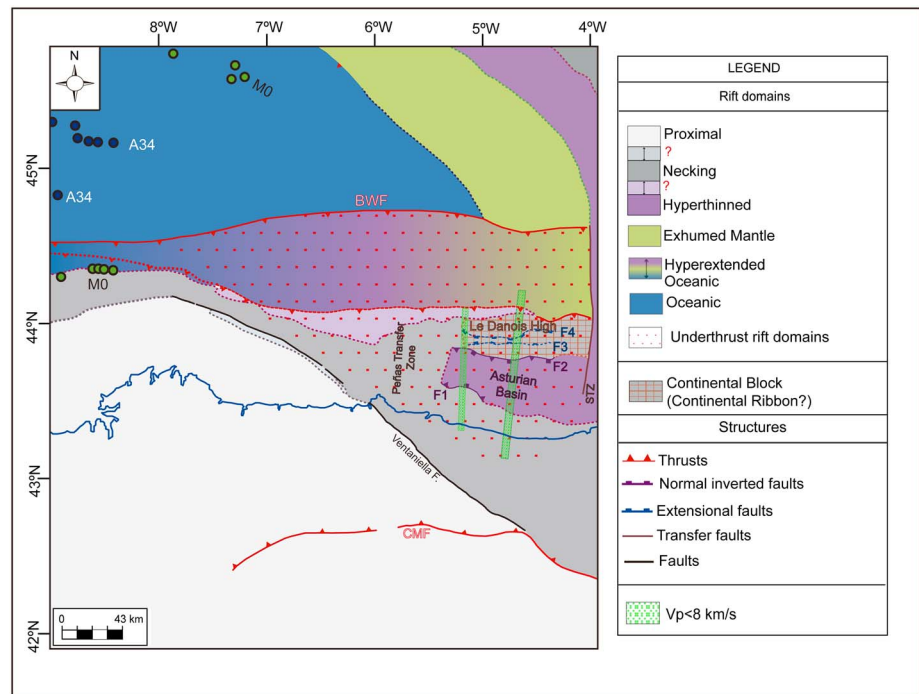 8ºW 7ºW 6ºW 5ºW 4ºW
N
45ºN
44ºN
43ºN
42ºN
M0
A34
A34
BWF
M0
Le Danois High
F4
F3
F2
Peñas Transfer
Zone
Asturian
Basin
F1
STZ
Ventaniella F.
CMF
0 43 km
LEGEND
Rift domains
Proximal
?
Necking
?
Hyperthinned
Exhumed Mantle
Hyperextended
Oceanic
Oceanic
Underthrust rift domains
Continental Block
(Continental Ribbon?)
Structures
Thrusts
Normal inverted faults
Extensional faults
Transfer faults
Faults
Vp<8 km/s